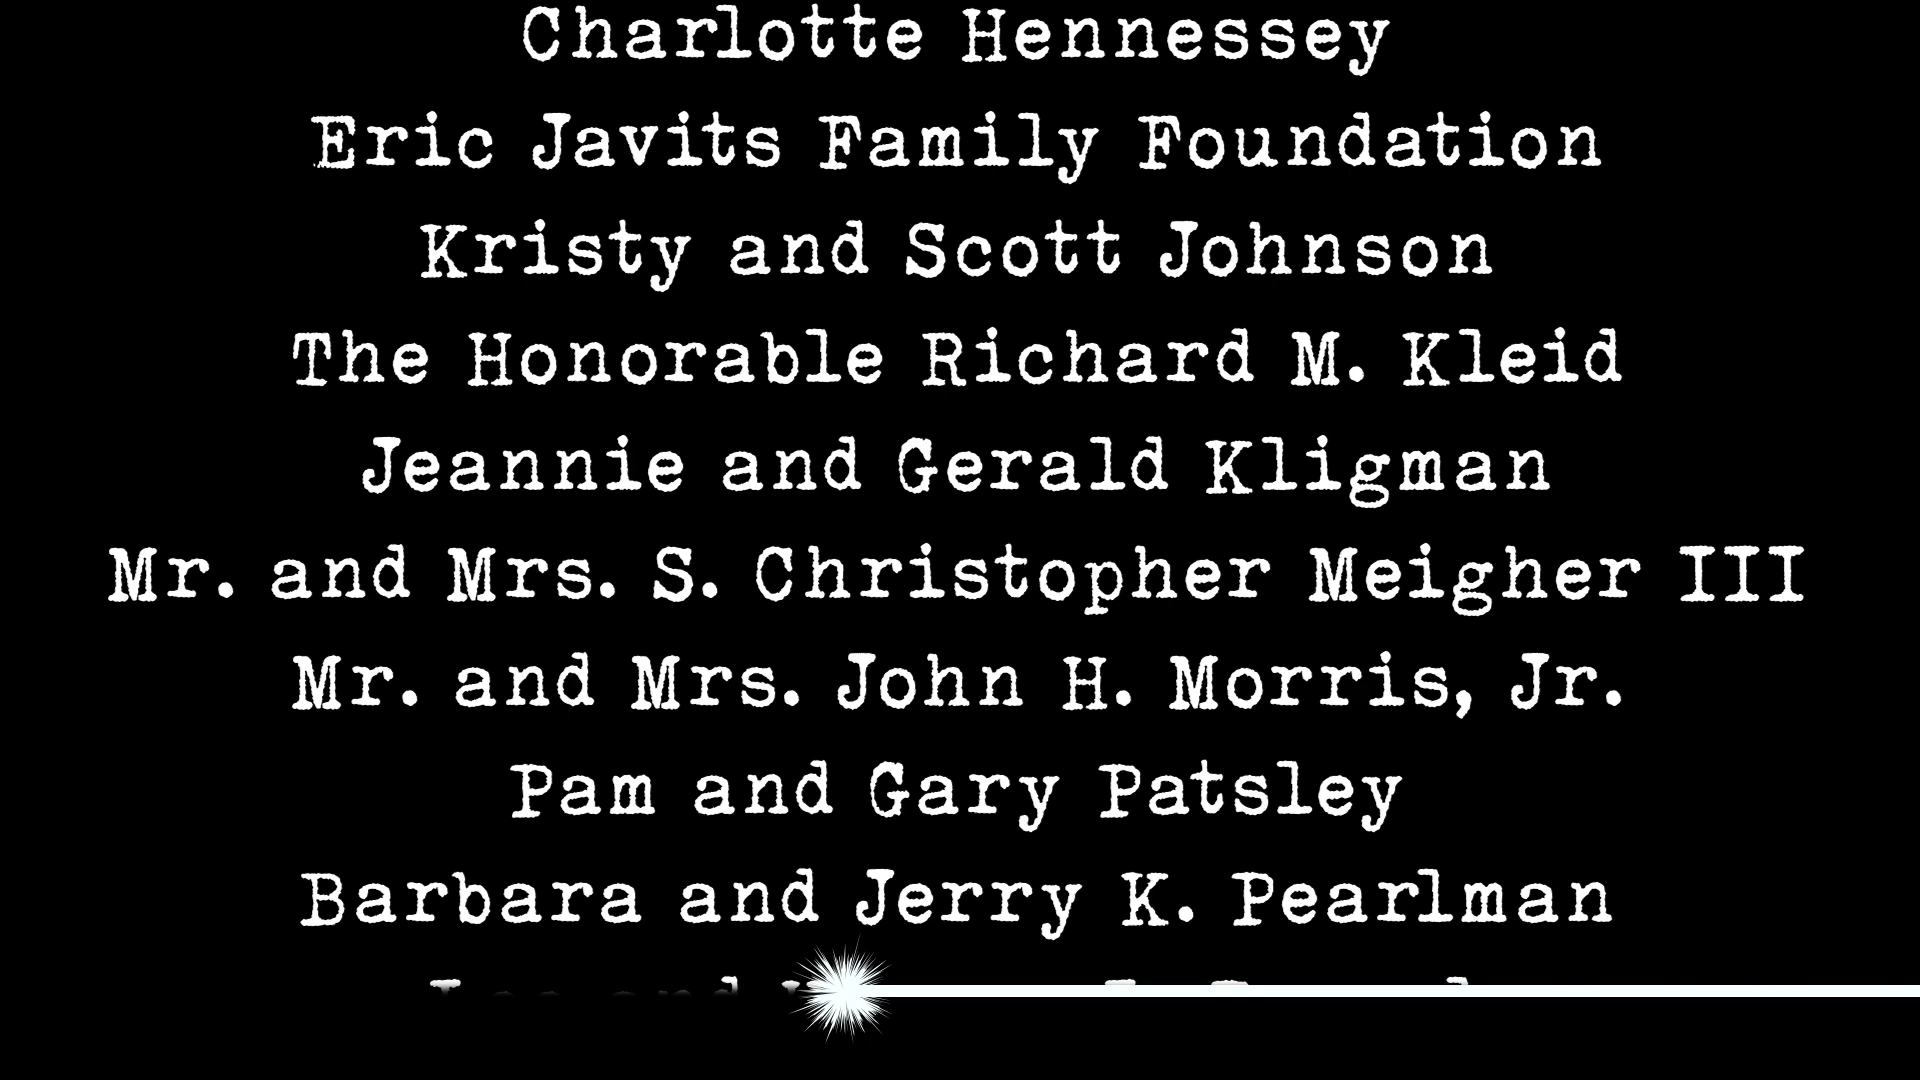 Charlotte Hennessey
Eric Javits Family Foundation
Kristy and Scott Johnson
The Honorable Richard M. Kleid
Jeannie and Gerald Kligman
Mr. and Mrs. S. Christopher Meigher III
Mr. and Mrs. John H. Morris, Jr.
Pam and Gary Patsley
Barbara and Jerry K. Pearlman